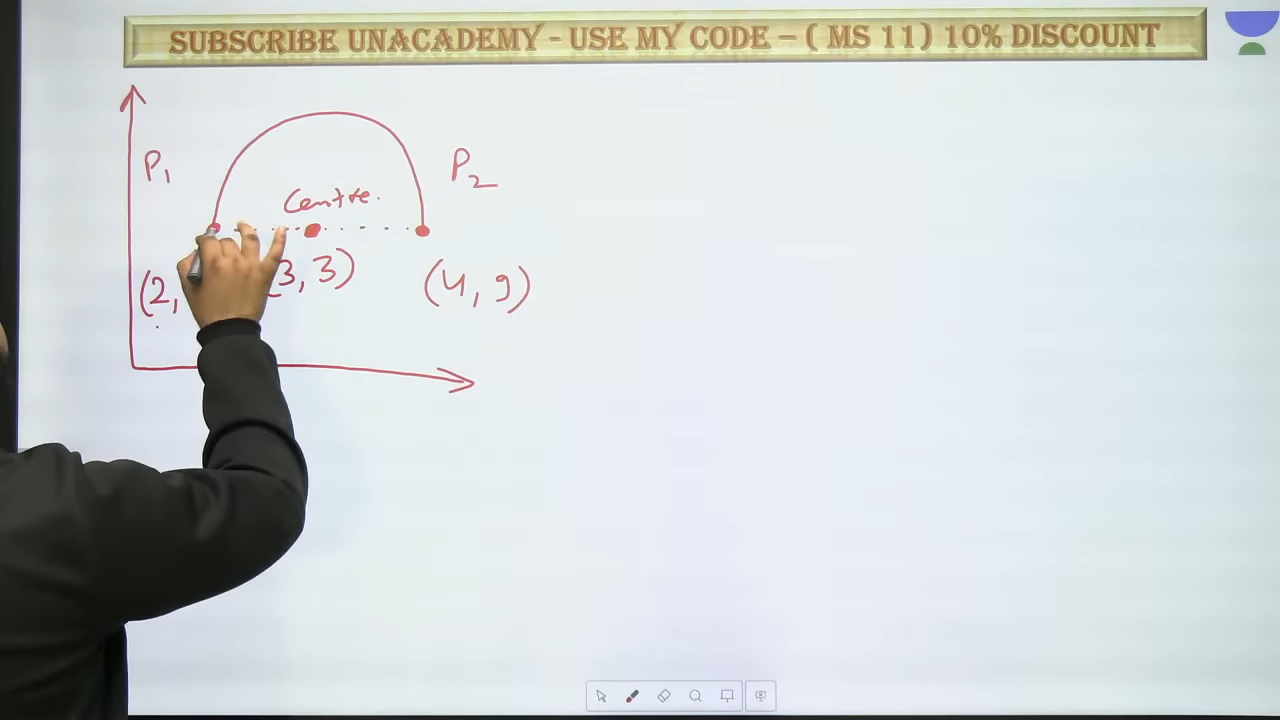 SUBSCRIBE UNACADEMY - USE MY CODE – ( MS 11) 10% DISCOUNT
P1
P2
Centre.
(2,
3, 3)
(4, 9)